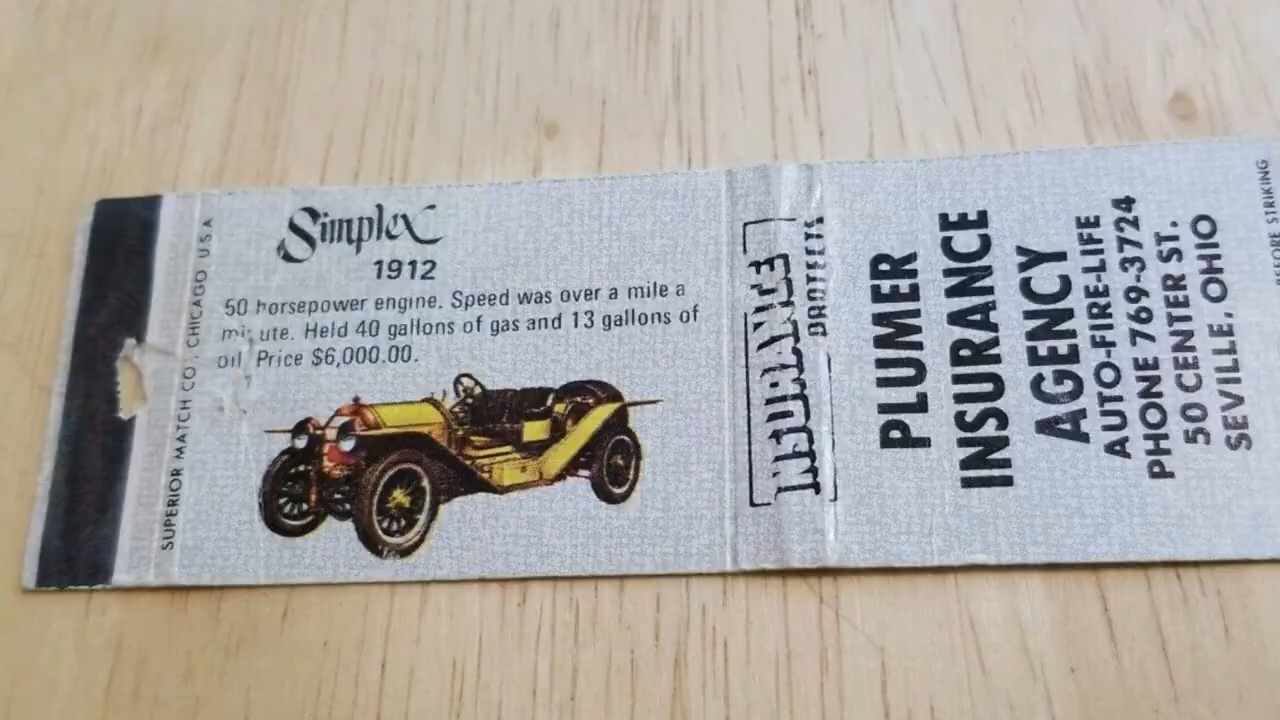 SUPERIOR MATCH CO., CHICAGO U.S.A
Simplex
1912
50 horsepower engine. Speed was over a mile a
minute. Held 40 gallons of gas and 13 gallons of
oil Price $6,000.00.
INSURANCE
PROTECTS
PLUMER
INSURANCE
AGENCY
AUTO-FIRE-LIFE
PHONE 769-3724
50 CENTER ST.
SEVILLE, OHIO
BEFORE STRIKING